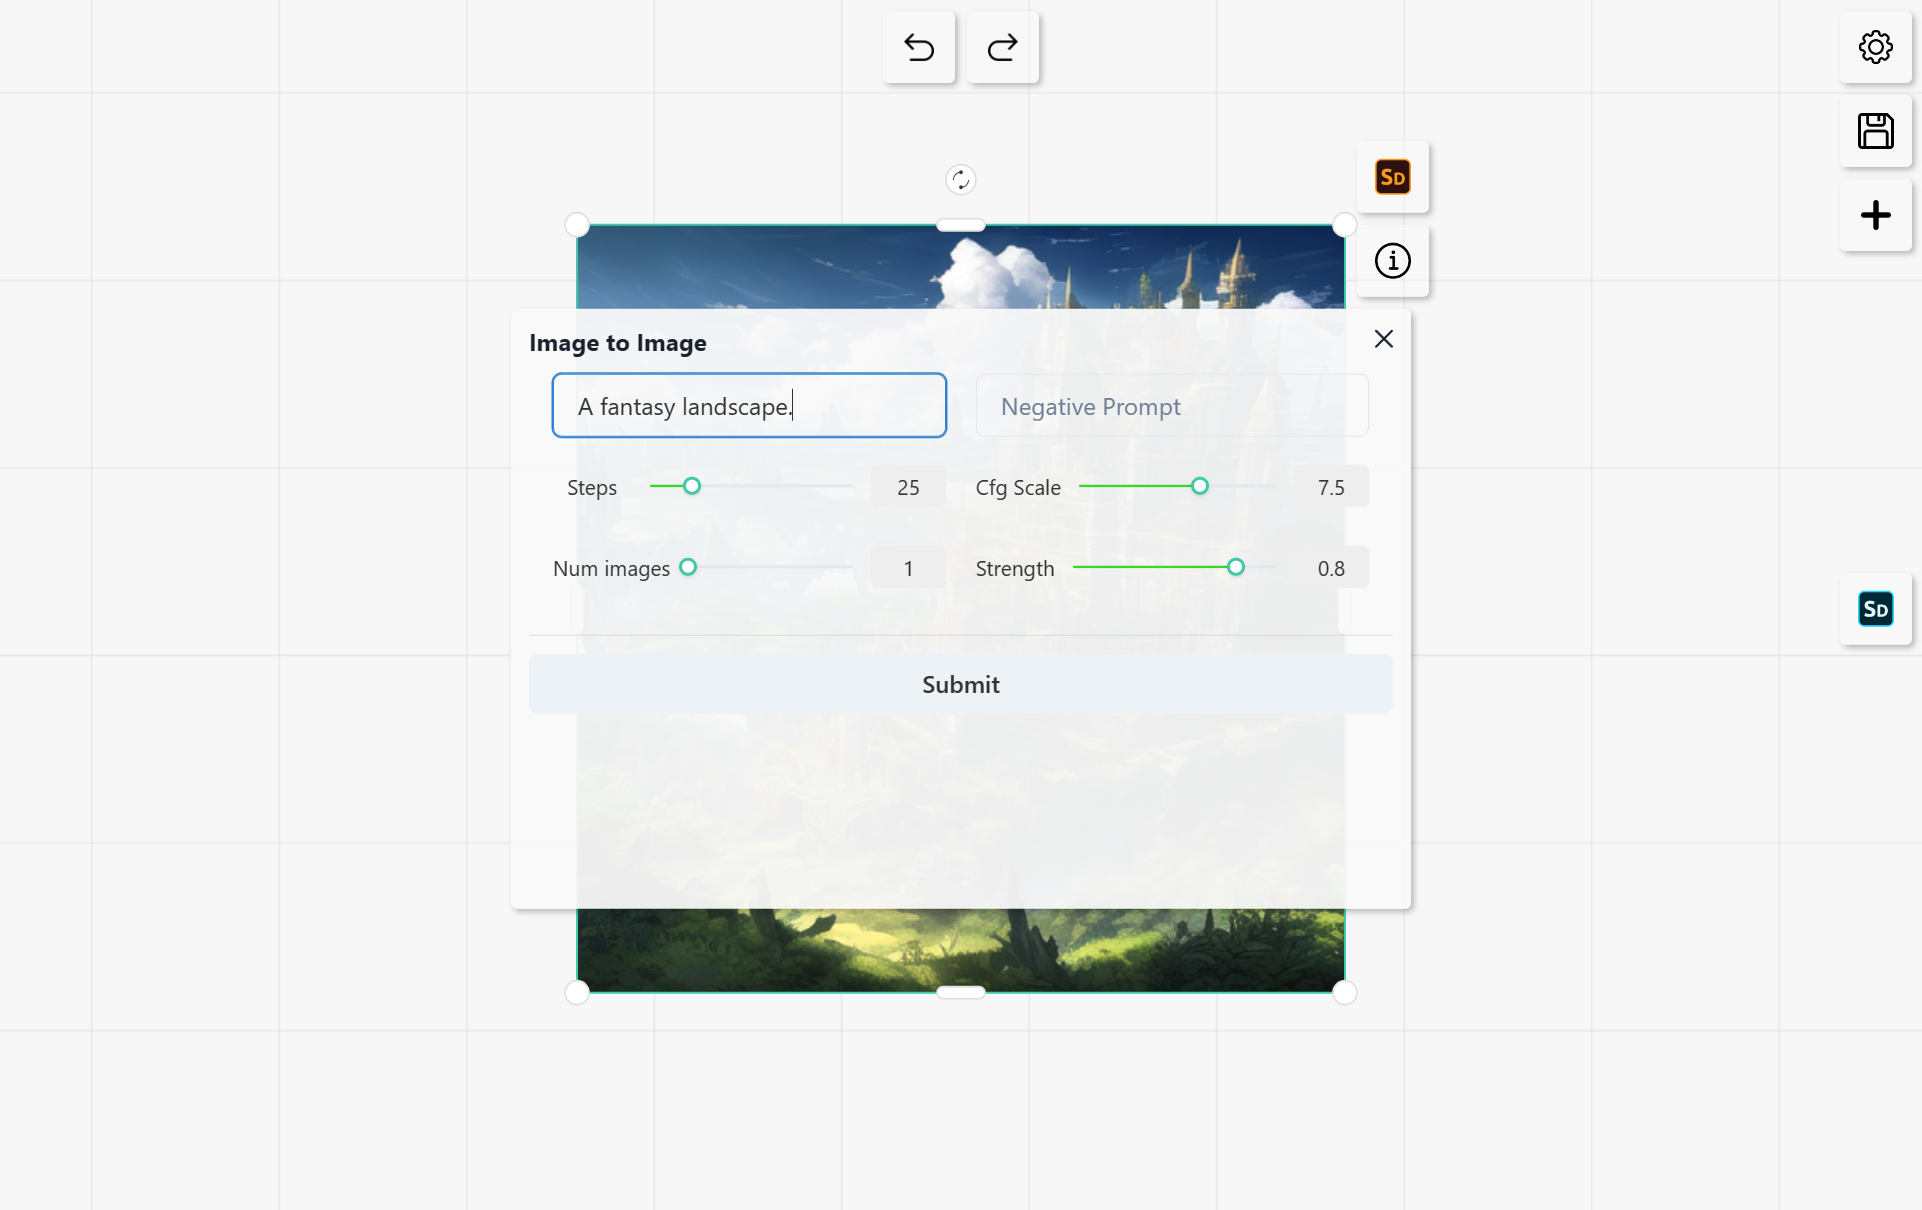 SD
Image to Image
A fantasy landscape.
Negative Prompt
Steps 25 Cfg Scale 7.5
Num images 1 Strength 0.8
SD
Submit